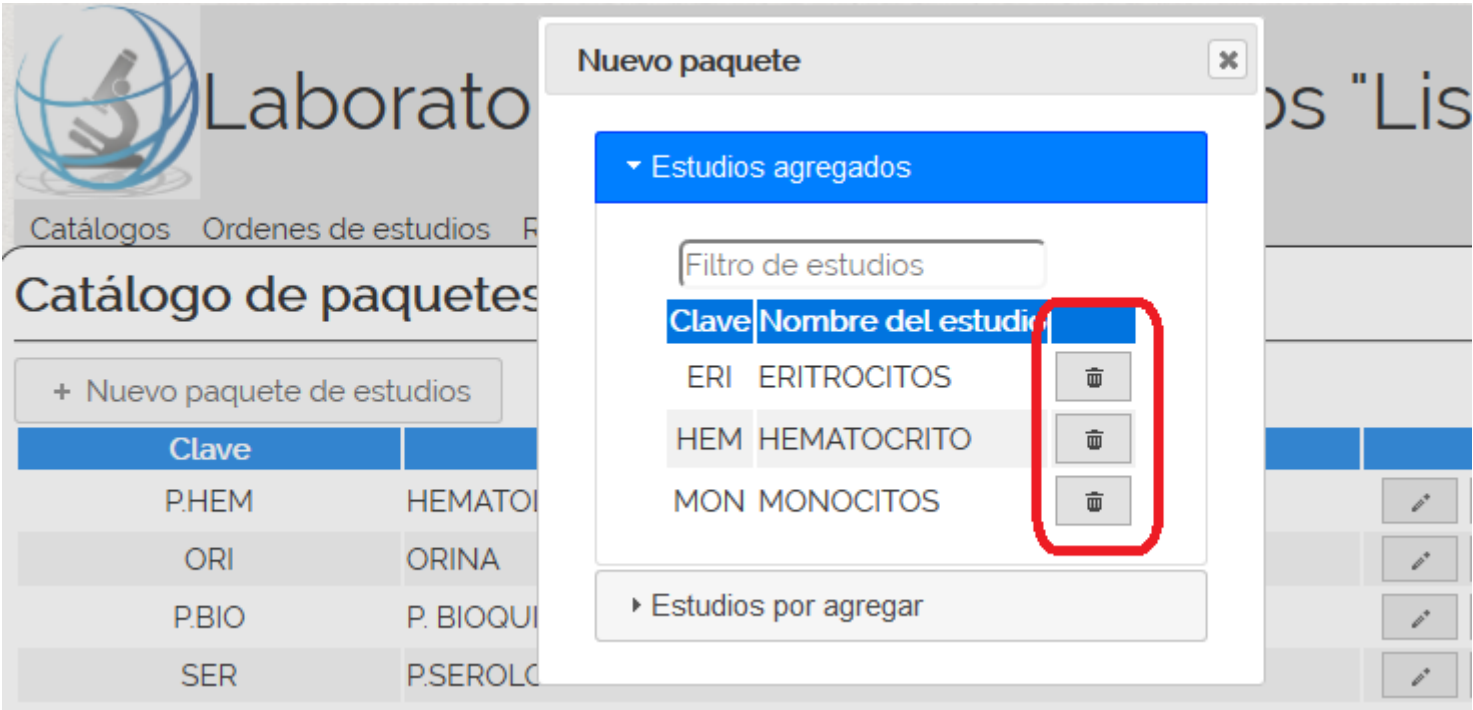 Laborato
os "Lis
Catálogos Ordenes de estudios R
Catálogo de paquetes
+ Nuevo paquete de estudios
Clave
P.HEM HEMATOL
ORI ORINA
P.BIO P. BIOQUI
SER P.SEROLO
Nuevo paquete
Estudios agregados
Filtro de estudios
Clave Nombre del estudio
ERI ERITROCITOS
HEM HEMATOCRITO
MON MONOCITOS
Estudios por agregar